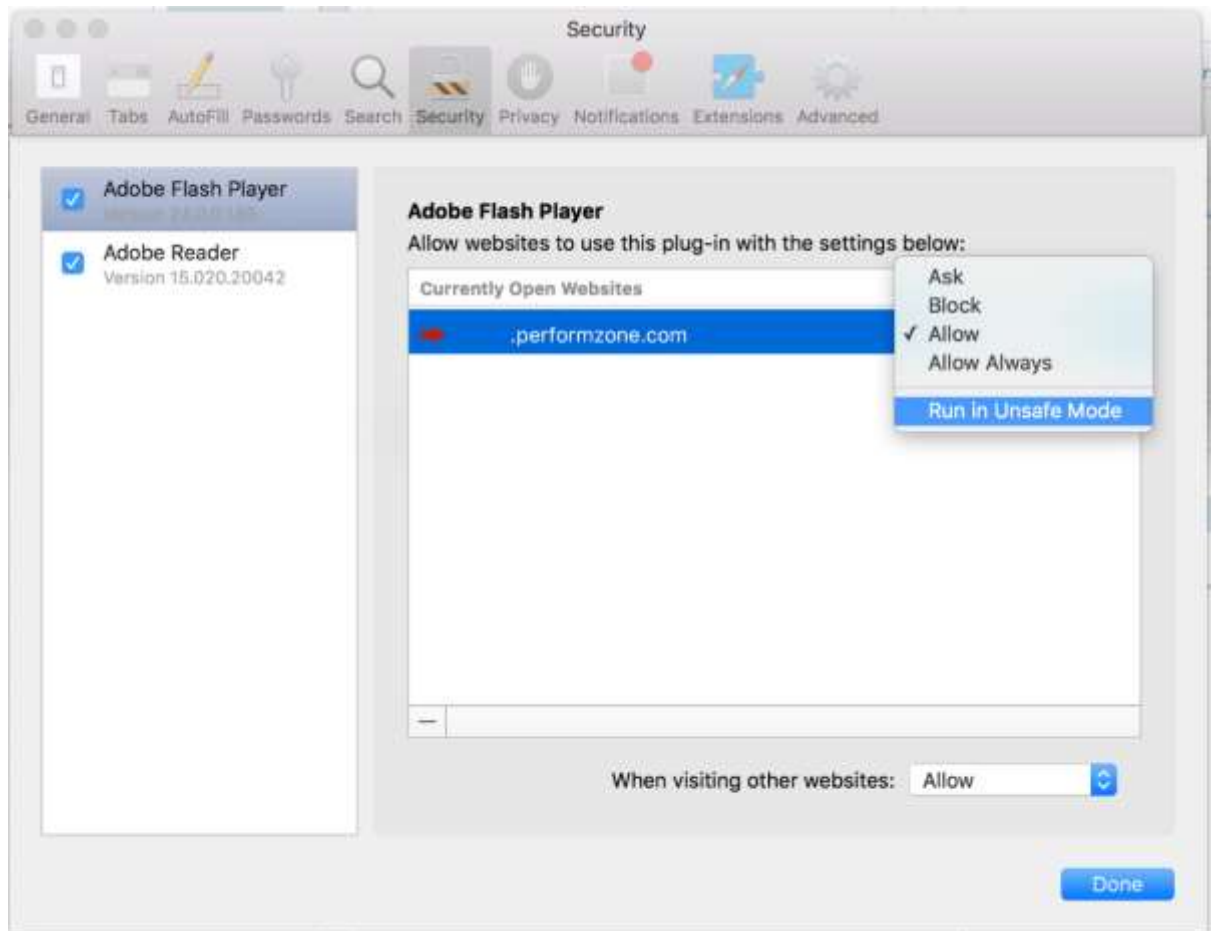 Security
General Tabs AutoFill Passwords Search Security Privacy Notifications Extensions Advanced
Adobe Flash Player
Adobe Reader
Version 15.020.20042
Adobe Flash Player
Allow websites to use this plug-in with the settings below:
Currently Open Websites
.performzone.com
Ask
Block
✓ Allow
Allow Always
Run in Unsafe Mode
When visiting other websites: Allow
Done